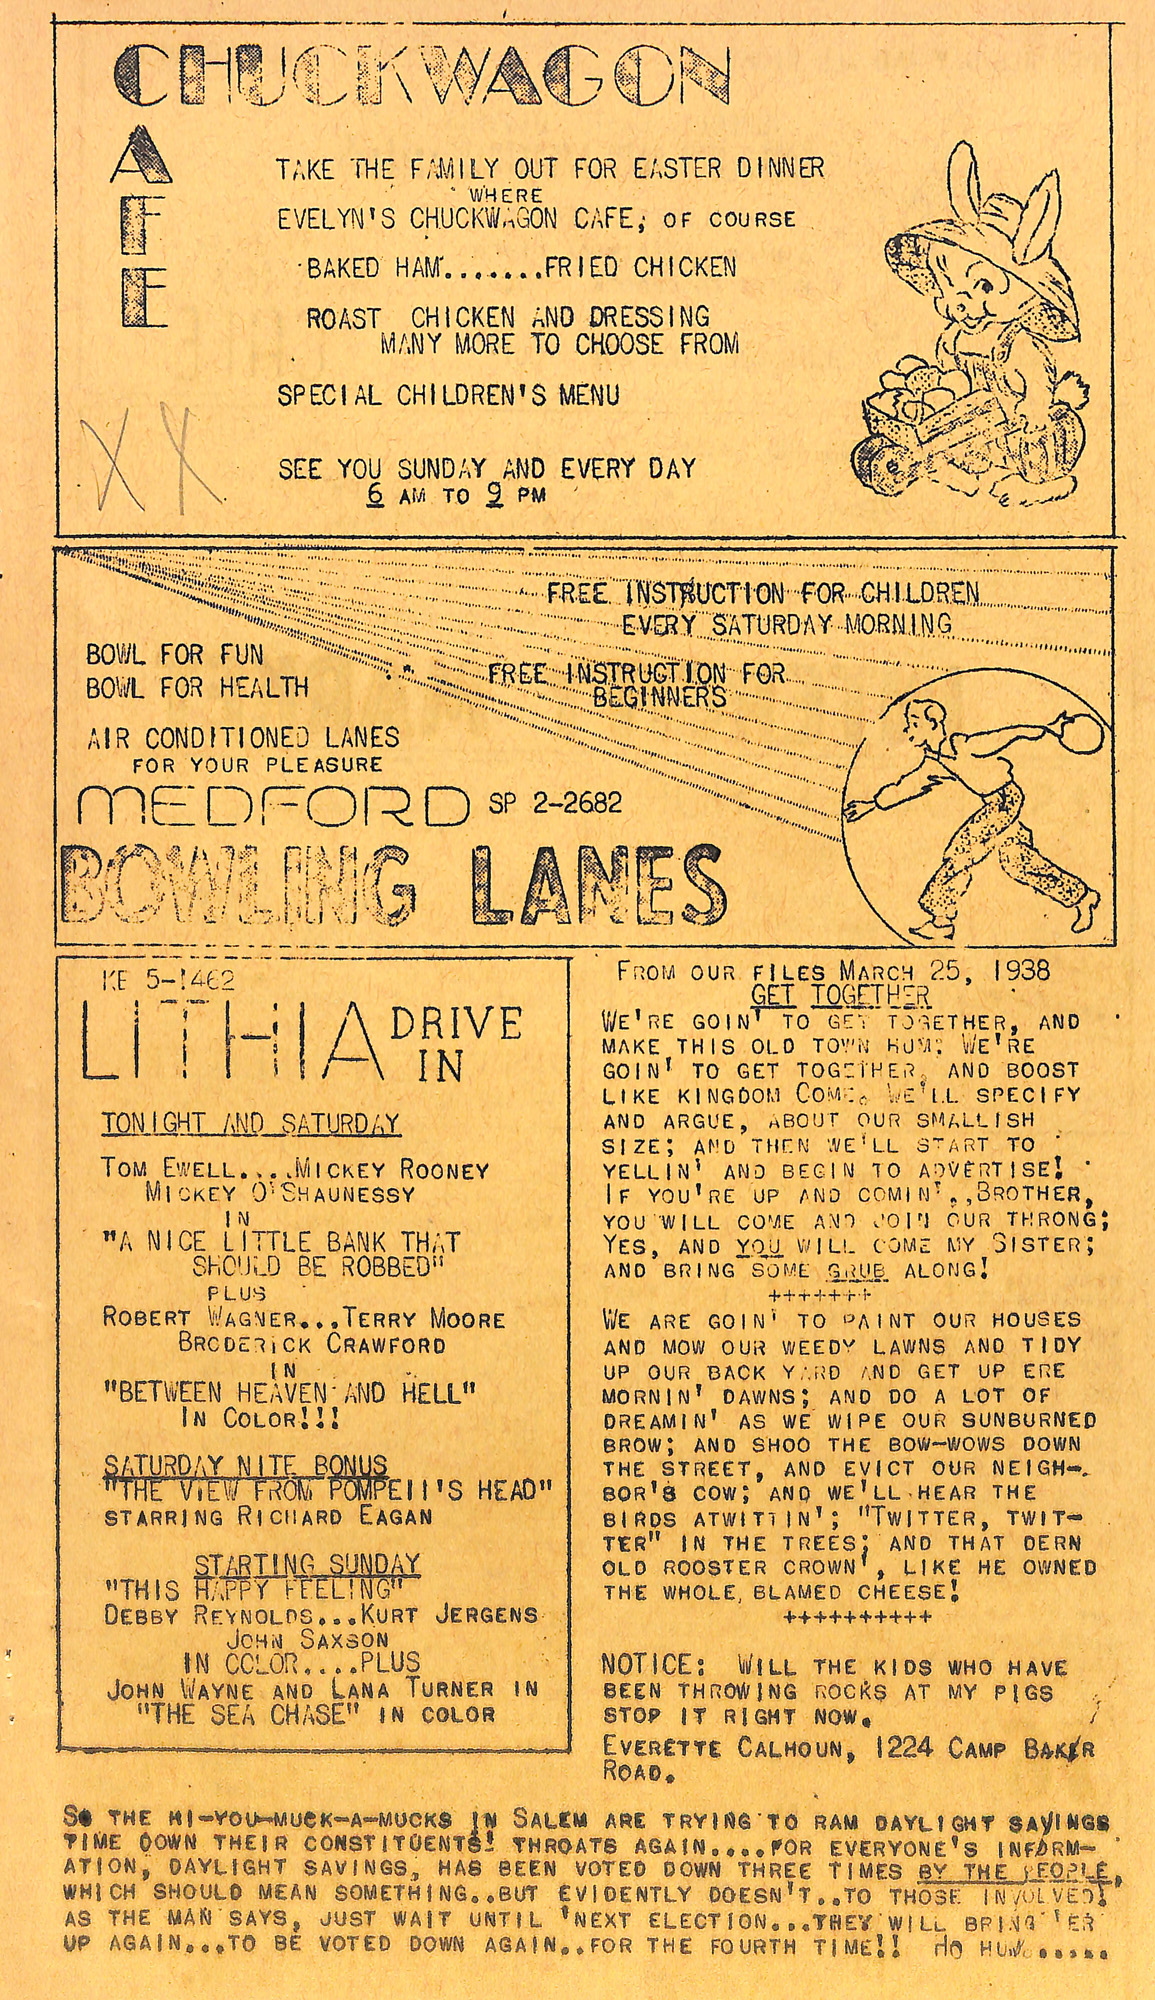 CHUCKWAGON
CAFE
TAKE THE FAMILY OUT FOR EASTER DINNER
WHERE
EVELYN'S CHUCKWAGON CAFE, OF COURSE
BAKED HAM.......FRIED CHICKEN
ROAST CHICKEN AND DRESSING
MANY MORE TO CHOOSE FROM
SPECIAL CHILDREN'S MENU
XX
SEE YOU SUNDAY AND EVERY DAY
6 AM TO 9 PM
FREE INSTRUCTION FOR CHILDREN
EVERY SATURDAY MORNING
BOWL FOR FUN
BOWL FOR HEALTH
FREE INSTRUCTION FOR
BEGINNERS
AIR CONDITIONED LANES
FOR YOUR PLEASURE
MEDFORD SP 2-2682
BOWLING LANES
KE 5-1462
LITHIA DRIVE
IN
TONIGHT AND SATURDAY
TOM EWELL....MICKEY ROONEY
MICKEY O'SHAUNESSY
IN
"A NICE LITTLE BANK THAT
SHOULD BE ROBBED"
PLUS
ROBERT WAGNER...TERRY MOORE
BRODERICK CRAWFORD
IN
"BETWEEN HEAVEN AND HELL"
IN COLOR!!!
SATURDAY NITE BONUS
"THE VIEW FROM POMPEII'S HEAD"
STARRING RICHARD EAGAN
STARTING SUNDAY
"THIS HAPPY FEELING"
DEBBY REYNOLDS...KURT JERGENS
JOHN SAXSON
IN COLOR....PLUS
JOHN WAYNE AND LANA TURNER IN
"THE SEA CHASE" IN COLOR
FROM OUR FILES MARCH 25, 1938
GET TOGETHER
WE'RE GOIN' TO GET TOGETHER, AND
MAKE THIS OLD TOWN HUM; WE'RE
GOIN' TO GET TOGETHER, AND BOOST
LIKE KINGDOM COME. WE'LL SPECIFY
AND ARGUE, ABOUT OUR SMALLISH
SIZE; AND THEN WE'LL START TO
YELLIN' AND BEGIN TO ADVERTISE!
IF YOU'RE UP AND COMIN'.,BROTHER,
YOU WILL COME AND JOIN OUR THRONG;
YES, AND YOU WILL COME MY SISTER;
AND BRING SOME GRUB ALONG!
+++++++
WE ARE GOIN' TO PAINT OUR HOUSES
AND MOW OUR WEEDY LAWNS AND TIDY
UP OUR BACK YARD AND GET UP ERE
MORNIN' DAWNS; AND DO A LOT OF
DREAMIN' AS WE WIPE OUR SUNBURNED
BROW; AND SHOO THE BOW-WOWS DOWN
THE STREET, AND EVICT OUR NEIGH-
BOR'S COW; AND WE'LL HEAR THE
BIRDS ATWITTIN'; "TWITTER, TWIT-
TER" IN THE TREES; AND THAT DERN
OLD ROOSTER CROWN', LIKE HE OWNED
THE WHOLE, BLAMED CHEESE!
++++++++++
NOTICE: WILL THE KIDS WHO HAVE
BEEN THROWING ROCKS AT MY PIGS
STOP IT RIGHT NOW.
EVERETTE CALHOUN, 1224 CAMP BAKER
ROAD.
SO THE HI-YOU-MUCK-A-MUCKS IN SALEM ARE TRYING TO RAM DAYLIGHT SAVINGS
TIME DOWN THEIR CONSTITUENTS! THROATS AGAIN....FOR EVERYONE'S INFORM-
ATION, DAYLIGHT SAVINGS, HAS BEEN VOTED DOWN THREE TIMES BY THE PEOPLE,
WHICH SHOULD MEAN SOMETHING..BUT EVIDENTLY DOESN'T..TO THOSE INVOLVED!
AS THE MAN SAYS, JUST WAIT UNTIL 'NEXT ELECTION...THEY WILL BRING 'ER
UP AGAIN...TO BE VOTED DOWN AGAIN..FOR THE FOURTH TIME!! HO HUM......